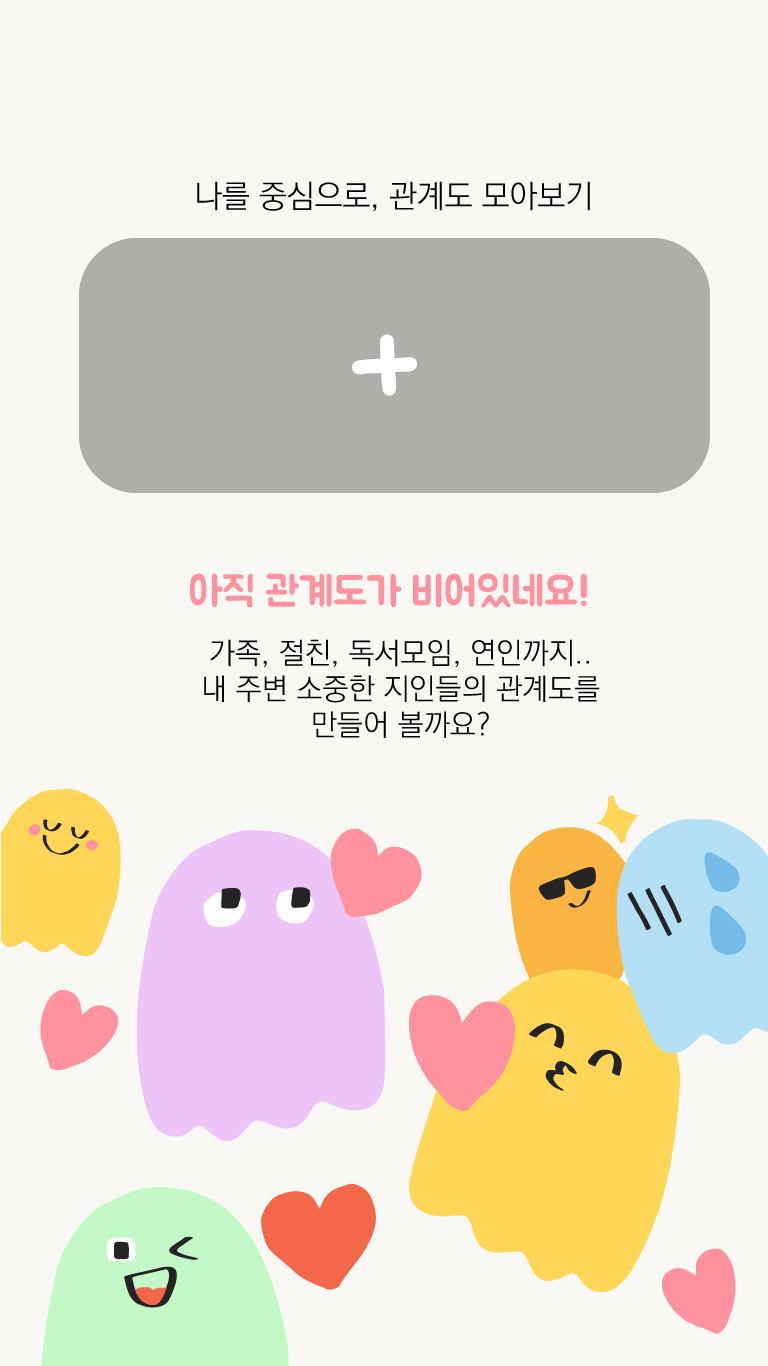 나를 중심으로, 관계도 모아보기
아직 관계도가 비어있네요!
가족, 절친, 독서모임, 연인까지..
내 주변 소중한 지인들의 관계도를
만들어 볼까요?